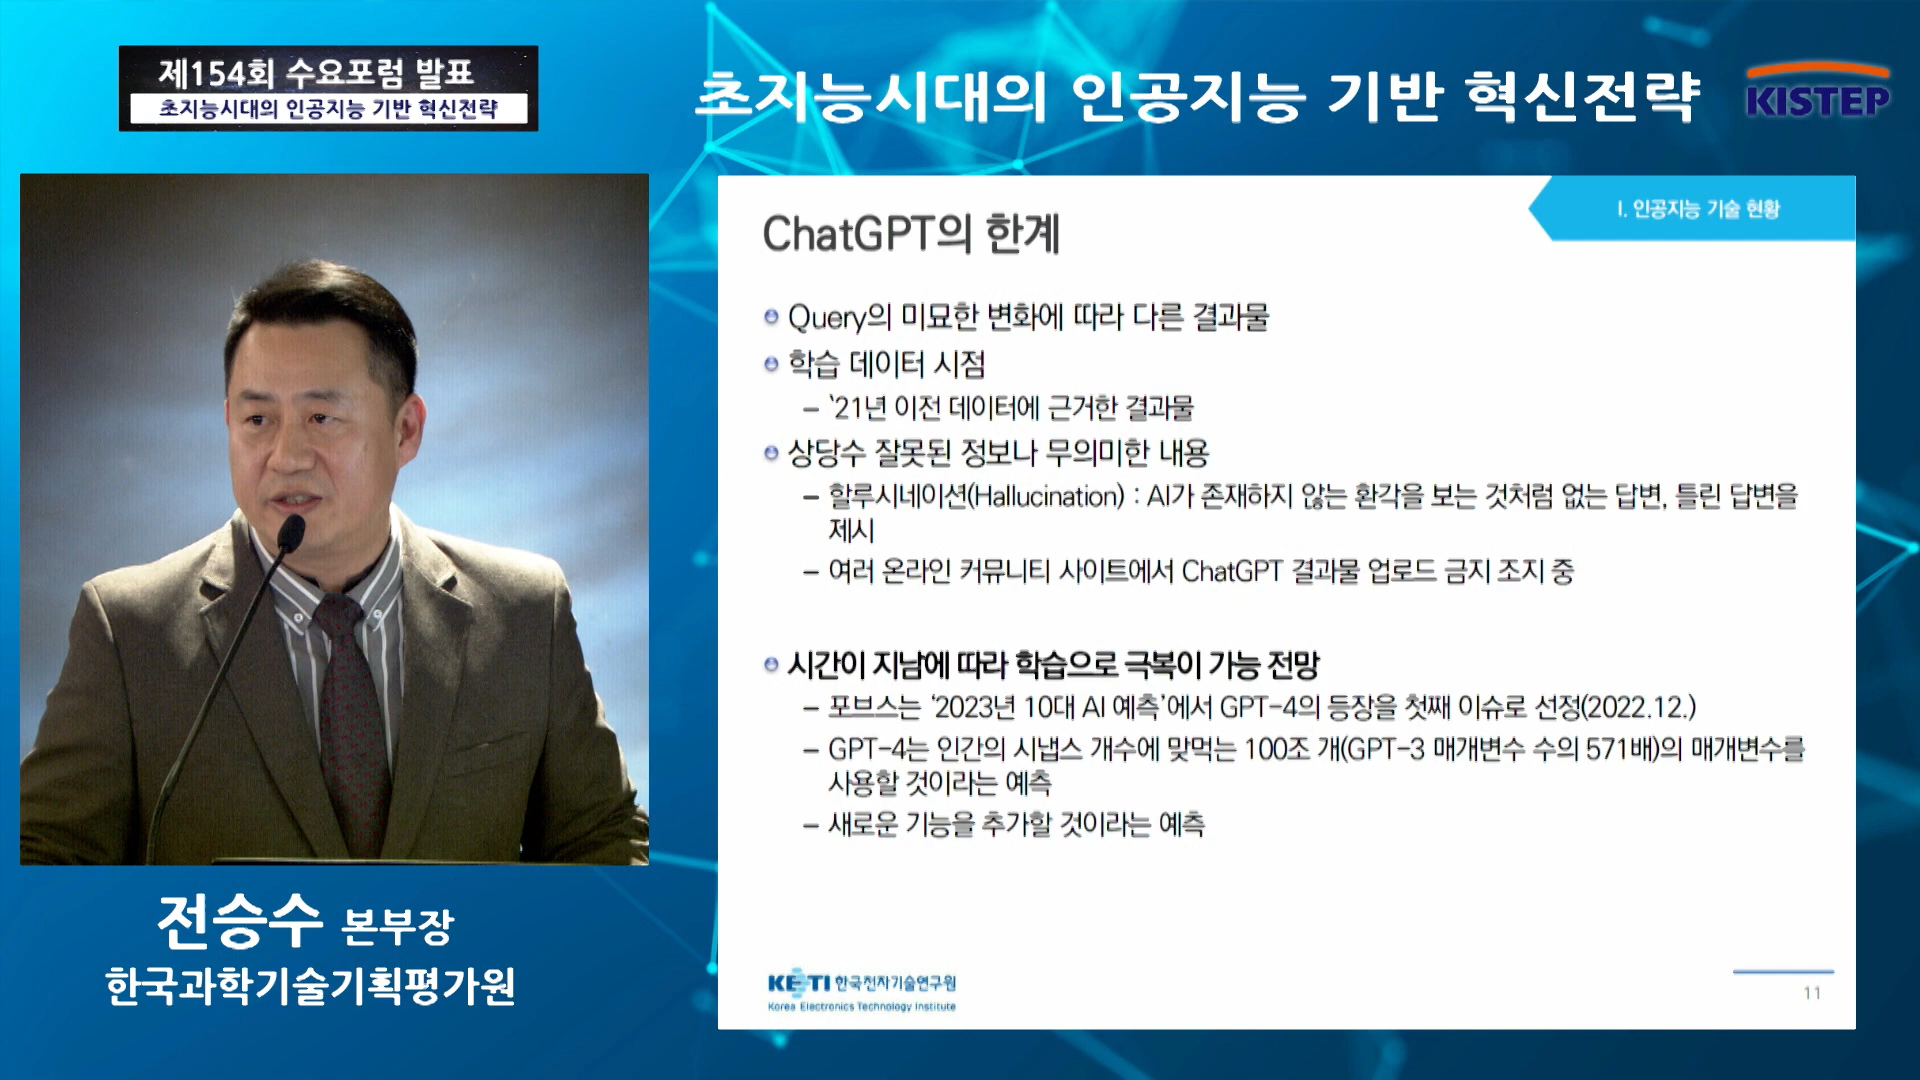 제154회 수요포럼 발표
초지능시대의 인공지능 기반 혁신전략
초지능시대의 인공지능 기반 혁신전략
KISTEP
I. 인공지능 기술 현황
ChatGPT의 한계
Query의 미묘한 변화에 따라 다른 결과물
학습 데이터 시점
– ‘21년 이전 데이터에 근거한 결과물
상당수 잘못된 정보나 무의미한 내용
– 할루시네이션(Hallucination) : AI가 존재하지 않는 환각을 보는 것처럼 없는 답변, 틀린 답변을
제시
– 여러 온라인 커뮤니티 사이트에서 ChatGPT 결과물 업로드 금지 조치 중
시간이 지남에 따라 학습으로 극복이 가능 전망
– 포브스는 ‘2023년 10대 AI 예측’에서 GPT-4의 등장을 첫째 이슈로 선정(2022.12.)
– GPT-4는 인간의 시냅스 개수에 맞먹는 100조 개(GPT-3 매개변수 수의 571배)의 매개변수를
사용할 것이라는 예측
– 새로운 기능을 추가할 것이라는 예측
KETI 한국전자기술연구원
Korea Electronics Technology Institute
11
전승수 본부장
한국과학기술기획평가원